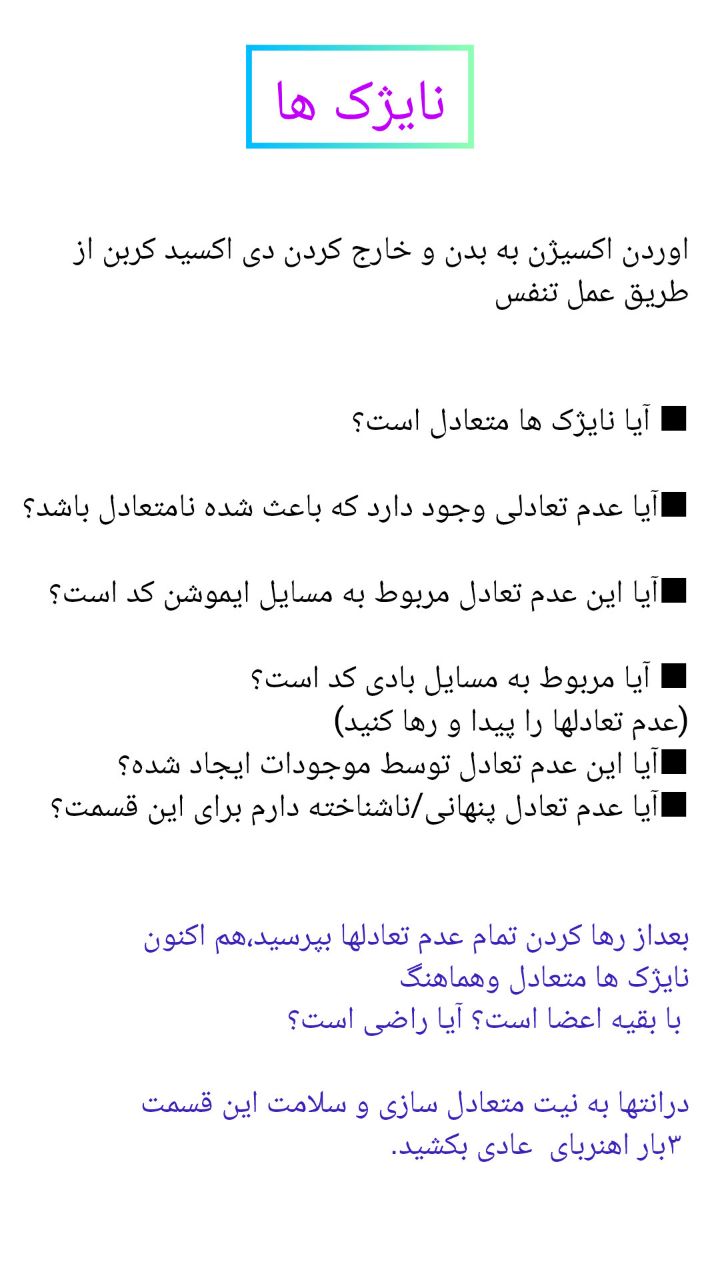 نایژک ها
اوردن اکسیژن به بدن و خارج کردن دی اکسید کربن از
طریق عمل تنفس
■ آیا نایژک ها متعادل است؟
■آیا عدم تعادلی وجود دارد که باعث شده نامتعادل باشد؟
■آیا این عدم تعادل مربوط به مسایل ایموشن کد است؟
■ آیا مربوط به مسایل بادی کد است؟
(عدم تعادلها را پیدا و رها کنید)
■آیا این عدم تعادل توسط موجودات ایجاد شده؟
■آیا عدم تعادل پنهانی/ناشناخته دارم برای این قسمت؟
بعداز رها کردن تمام عدم تعادلها بپرسید،هم اکنون
نایژک ها متعادل وهماهنگ
با بقیه اعضا است؟ آیا راضی است؟
درانتها به نیت متعادل سازی و سلامت این قسمت
۳بار اهنربای عادی بکشید.